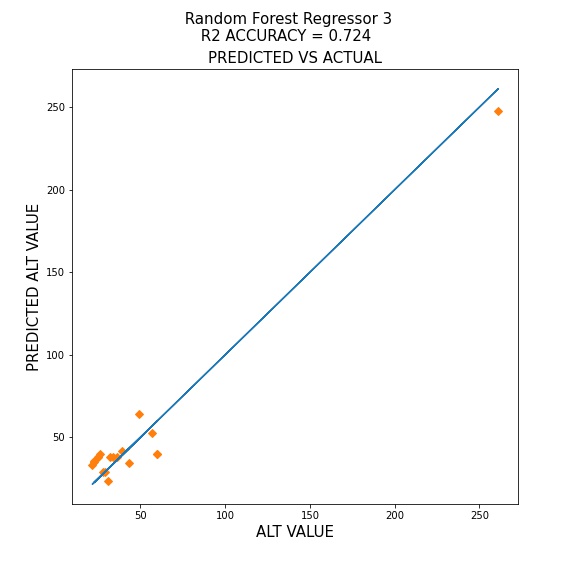 Random Forest Regressor 3
R2 ACCURACY = 0.724
PREDICTED VS ACTUAL
250
200
150
100
50
PREDICTED ALT VALUE
50 100 150 200 250
ALT VALUE